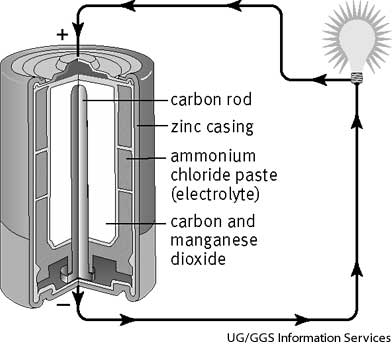 +
carbon rod
zinc casing
ammonium
chloride paste
(electrolyte)
carbon and
manganese
dioxide
−
UG/GGS Information Services